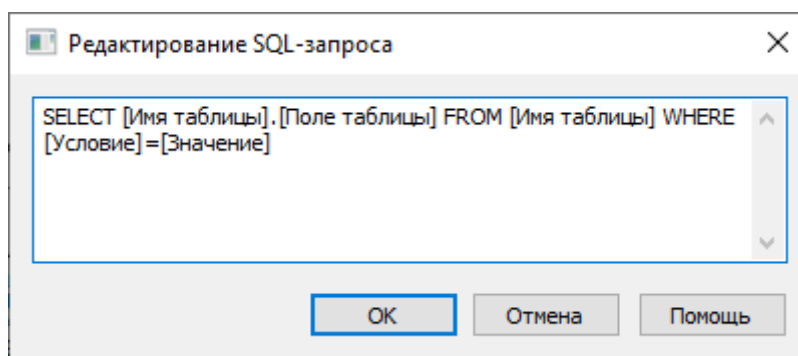 Редактирование SQL-запроса
SELECT [Имя таблицы].[Поле таблицы] FROM [Имя таблицы] WHERE
[Условие]=[Значение]
OK
Отмена
Помощь